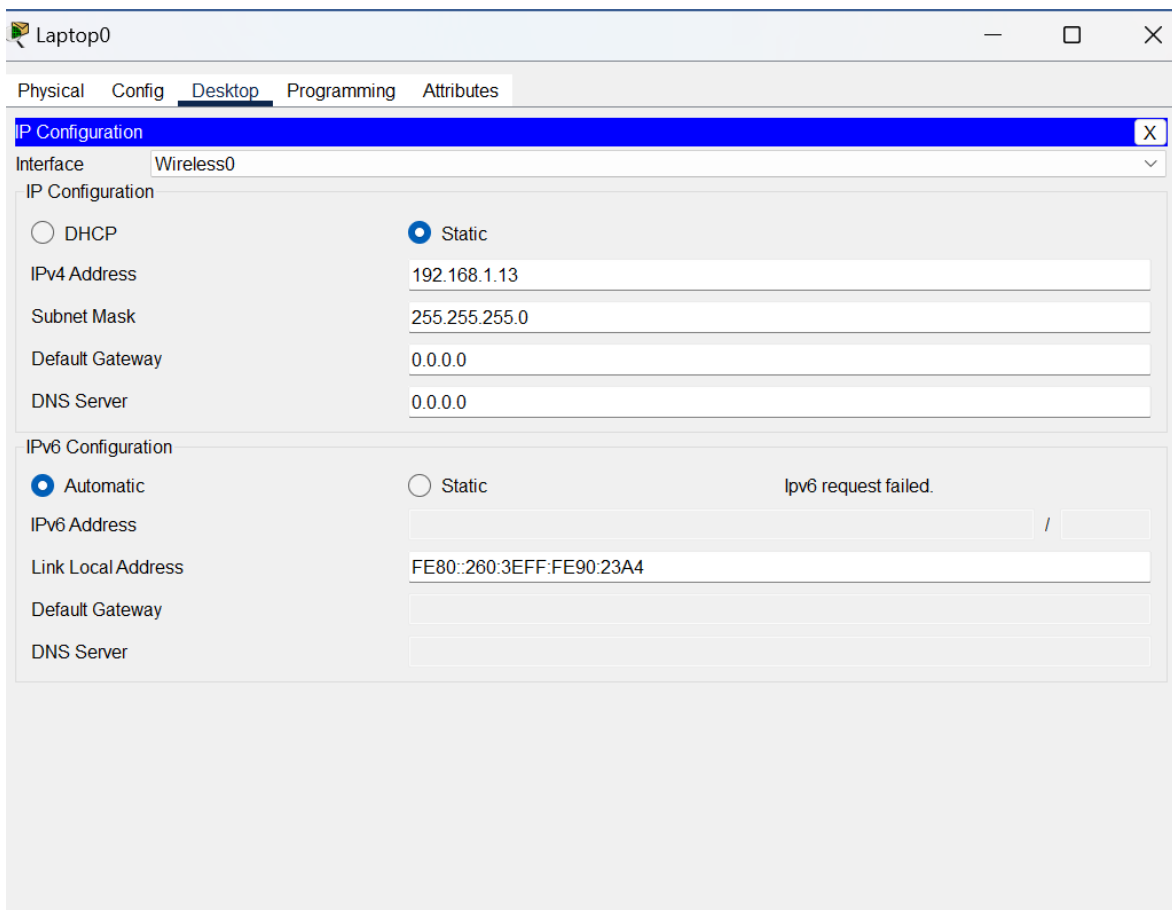 Laptop0
Physical Config Desktop Programming Attributes
IP Configuration X
Interface Wireless0
IP Configuration
DHCP Static
IPv4 Address 192.168.1.13
Subnet Mask 255.255.255.0
Default Gateway 0.0.0.0
DNS Server 0.0.0.0
IPv6 Configuration
Automatic Static Ipv6 request failed.
IPv6 Address /
Link Local Address FE80::260:3EFF:FE90:23A4
Default Gateway
DNS Server